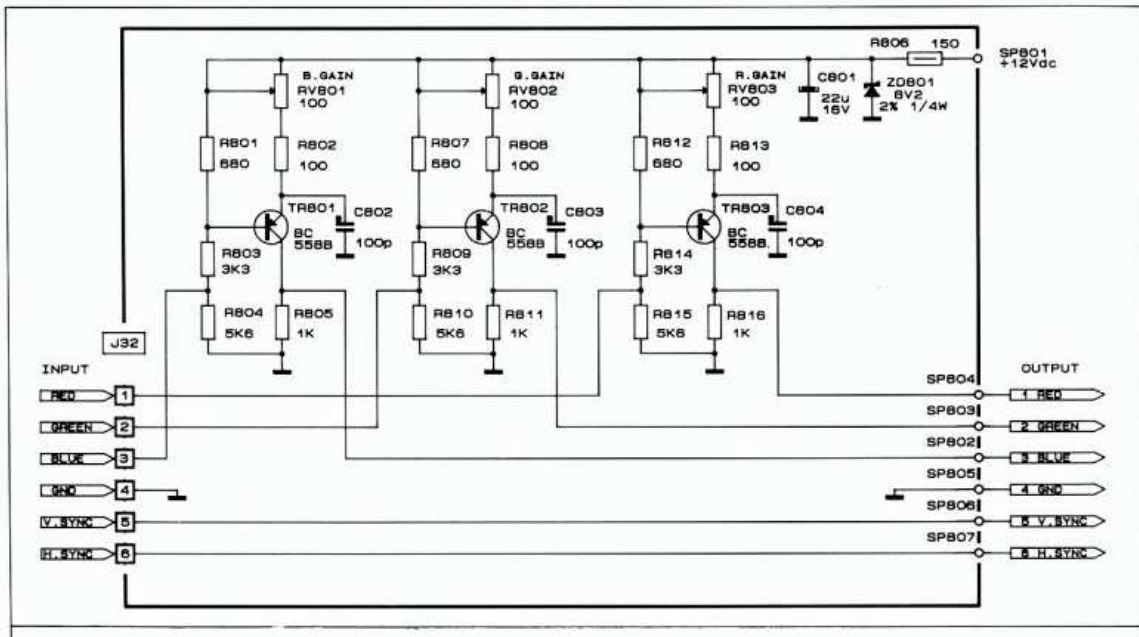 R806 150
SP801
+12Vdc
B.GAIN
RV801
100
G.GAIN
RV802
100
R.GAIN
RV803
100
C801
22u
16V
ZD801
8V2
2% 1/4W
R801
680
R802
100
R807
680
R808
100
R812
680
R813
100
TR801
BC
558B
C802
100p
TR802
BC
558B
C803
100p
TR803
BC
558B.
C804
100p
R803
3K3
R809
3K3
R814
3K3
R804
5K6
R805
1K
R810
5K6
R811
1K
R815
5K6
R816
1K
J32
INPUT
OUTPUT
RED 1
SP804
1 RED
GREEN 2
SP803
2 GREEN
BLUE 3
SP802
3 BLUE
GND 4
SP805
4 GND
V.SYNC 5
SP806
5 V.SYNC
H.SYNC 6
SP807
6 H.SYNC